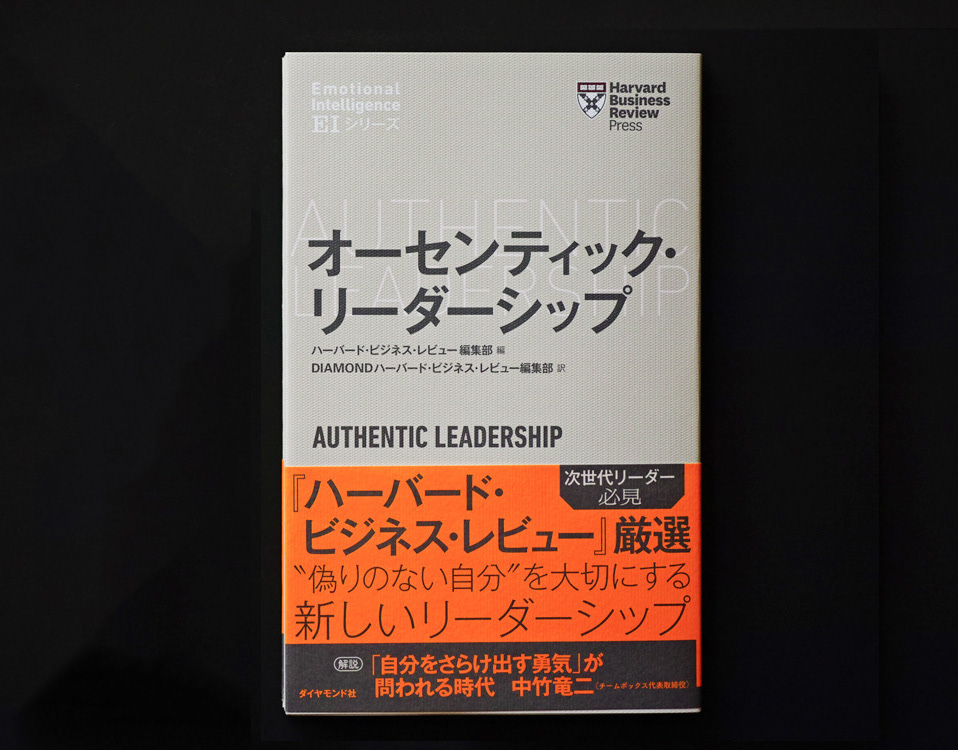 Emotional
Intelligence
EIシリーズ
Harvard
Business
Review
Press
AUTHENTIC
LEADERSHIP
オーセンティック・
リーダーシップ
ハーバード・ビジネス・レビュー編集部 編
DIAMONDハーバード・ビジネス・レビュー編集部 訳
AUTHENTIC LEADERSHIP
次世代リーダー
必見
『ハーバード・
ビジネス・レビュー』厳選
〝偽りのない自分〟を大切にする
新しいリーダーシップ
解説 「自分をさらけ出す勇気」が
問われる時代 中竹竜二(チームボックス代表取締役)
ダイヤモンド社